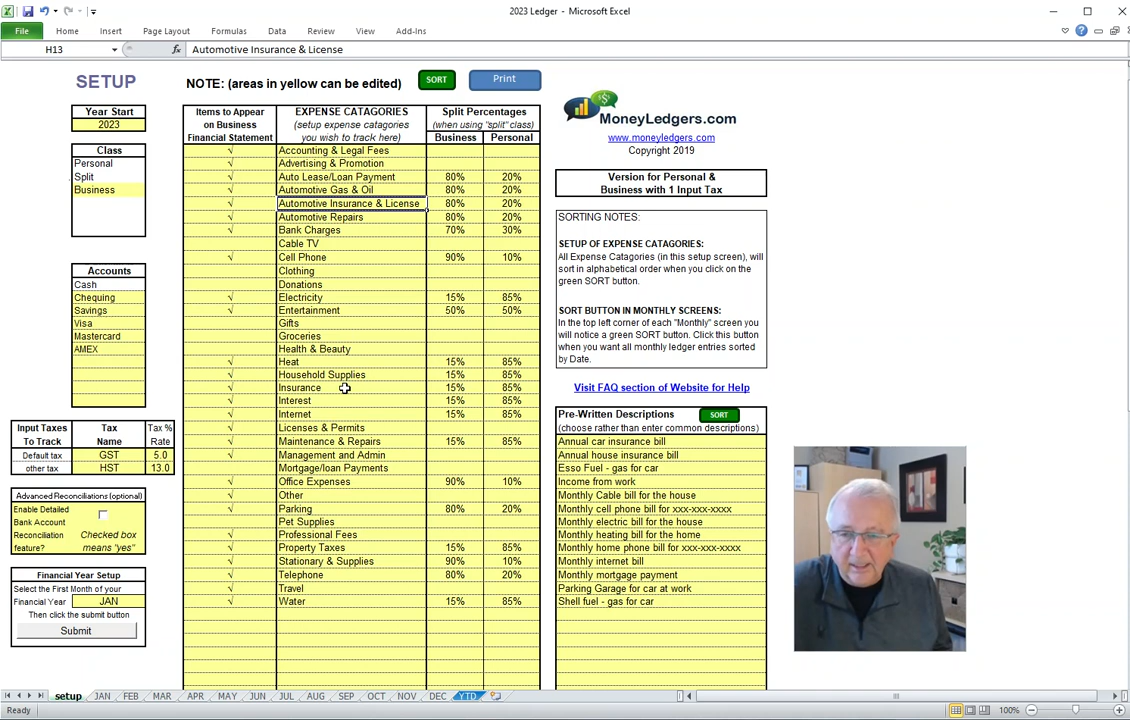 2023 Ledger - Microsoft Excel
File Home Insert Page Layout Formulas Data Review View Add-Ins
H13 fx Automotive Insurance & License
SETUP
NOTE: (areas in yellow can be edited)
SORT
Print
Year Start
2023
Class
Personal
Split
Business
Accounts
Cash
Chequing
Savings
Visa
Mastercard
AMEX
Input Taxes Tax Tax %
To Track Name Rate
Default tax GST 5.0
other tax HST 13.0
Advanced Reconciliations (optional)
Enable Detailed
Bank Account
Reconciliation Checked box
feature? means "yes"
Financial Year Setup
Select the First Month of your
Financial Year JAN
Then click the submit button
Submit
Items to Appear EXPENSE CATAGORIES Split Percentages
on Business (setup expense catagories (when using "split" class)
Financial Statement you wish to track here) Business Personal
√ Accounting & Legal Fees
√ Advertising & Promotion
√ Auto Lease/Loan Payment 80% 20%
√ Automotive Gas & Oil 80% 20%
√ Automotive Insurance & License 80% 20%
√ Automotive Repairs 80% 20%
√ Bank Charges 70% 30%
Cable TV
√ Cell Phone 90% 10%
Clothing
Donations
√ Electricity 15% 85%
√ Entertainment 50% 50%
Gifts
Groceries
Health & Beauty
√ Heat 15% 85%
√ Household Supplies 15% 85%
√ Insurance 15% 85%
√ Interest 15% 85%
√ Internet 15% 85%
√ Licenses & Permits
√ Maintenance & Repairs 15% 85%
√ Management and Admin
Mortgage/loan Payments
√ Office Expenses 90% 10%
√ Other
√ Parking 80% 20%
Pet Supplies
√ Professional Fees
√ Property Taxes 15% 85%
√ Stationary & Supplies 90% 10%
√ Telephone 80% 20%
√ Travel
√ Water 15% 85%
MoneyLedgers.com
www.moneyledgers.com
Copyright 2019
Version for Personal &
Business with 1 Input Tax
SORTING NOTES:
SETUP OF EXPENSE CATAGORIES:
All Expense Catagories (in this setup screen), will
sort in alphabetical order when you click on the
green SORT button.
SORT BUTTON IN MONTHLY SCREENS:
In the top left corner of each "Monthly" screen you
will notice a green SORT button. Click this button
when you want all monthly ledger entries sorted
by Date.
Visit FAQ section of Website for Help
Pre-Written Descriptions SORT
(choose rather than enter common descriptions)
Annual car insurance bill
Annual house insurance bill
Esso Fuel - gas for car
Income from work
Monthly Cable bill for the house
Monthly cell phone bill for xxx-xxx-xxxx
Monthly electric bill for the house
Monthly heating bill for the home
Monthly home phone bill for xxx-xxx-xxxx
Monthly internet bill
Monthly mortgage payment
Parking Garage for car at work
Shell fuel - gas for car
setup JAN FEB MAR APR MAY JUN JUL AUG SEP OCT NOV DEC YTD
Ready 100%